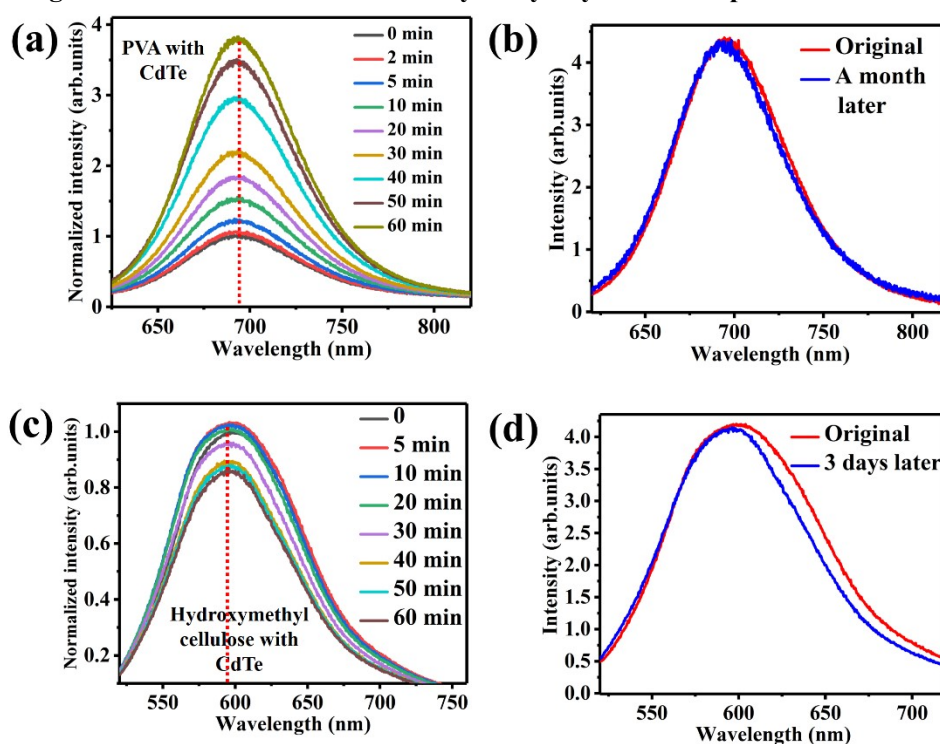 (a)
PVA with
CdTe
0 min
2 min
5 min
10 min
20 min
30 min
40 min
50 min
60 min
Normalized intensity (arb.units)
4
3
2
1
0
650
700
750
800
Wavelength (nm)
(b)
Original
A month
later
Intensity (arb.units)
4
3
2
1
0
650
700
750
800
Wavelength (nm)
(c)
0
5 min
10 min
20 min
30 min
40 min
50 min
60 min
Hydroxymethyl
cellulose with
CdTe
Normalized intensity (arb.units)
1.0
0.8
0.6
0.4
0.2
550
600
650
700
750
Wavelength (nm)
(d)
Original
3 days later
Intensity (arb.units)
4.0
3.5
3.0
2.5
2.0
1.5
1.0
0.5
0.0
550
600
650
700
Wavelength (nm)